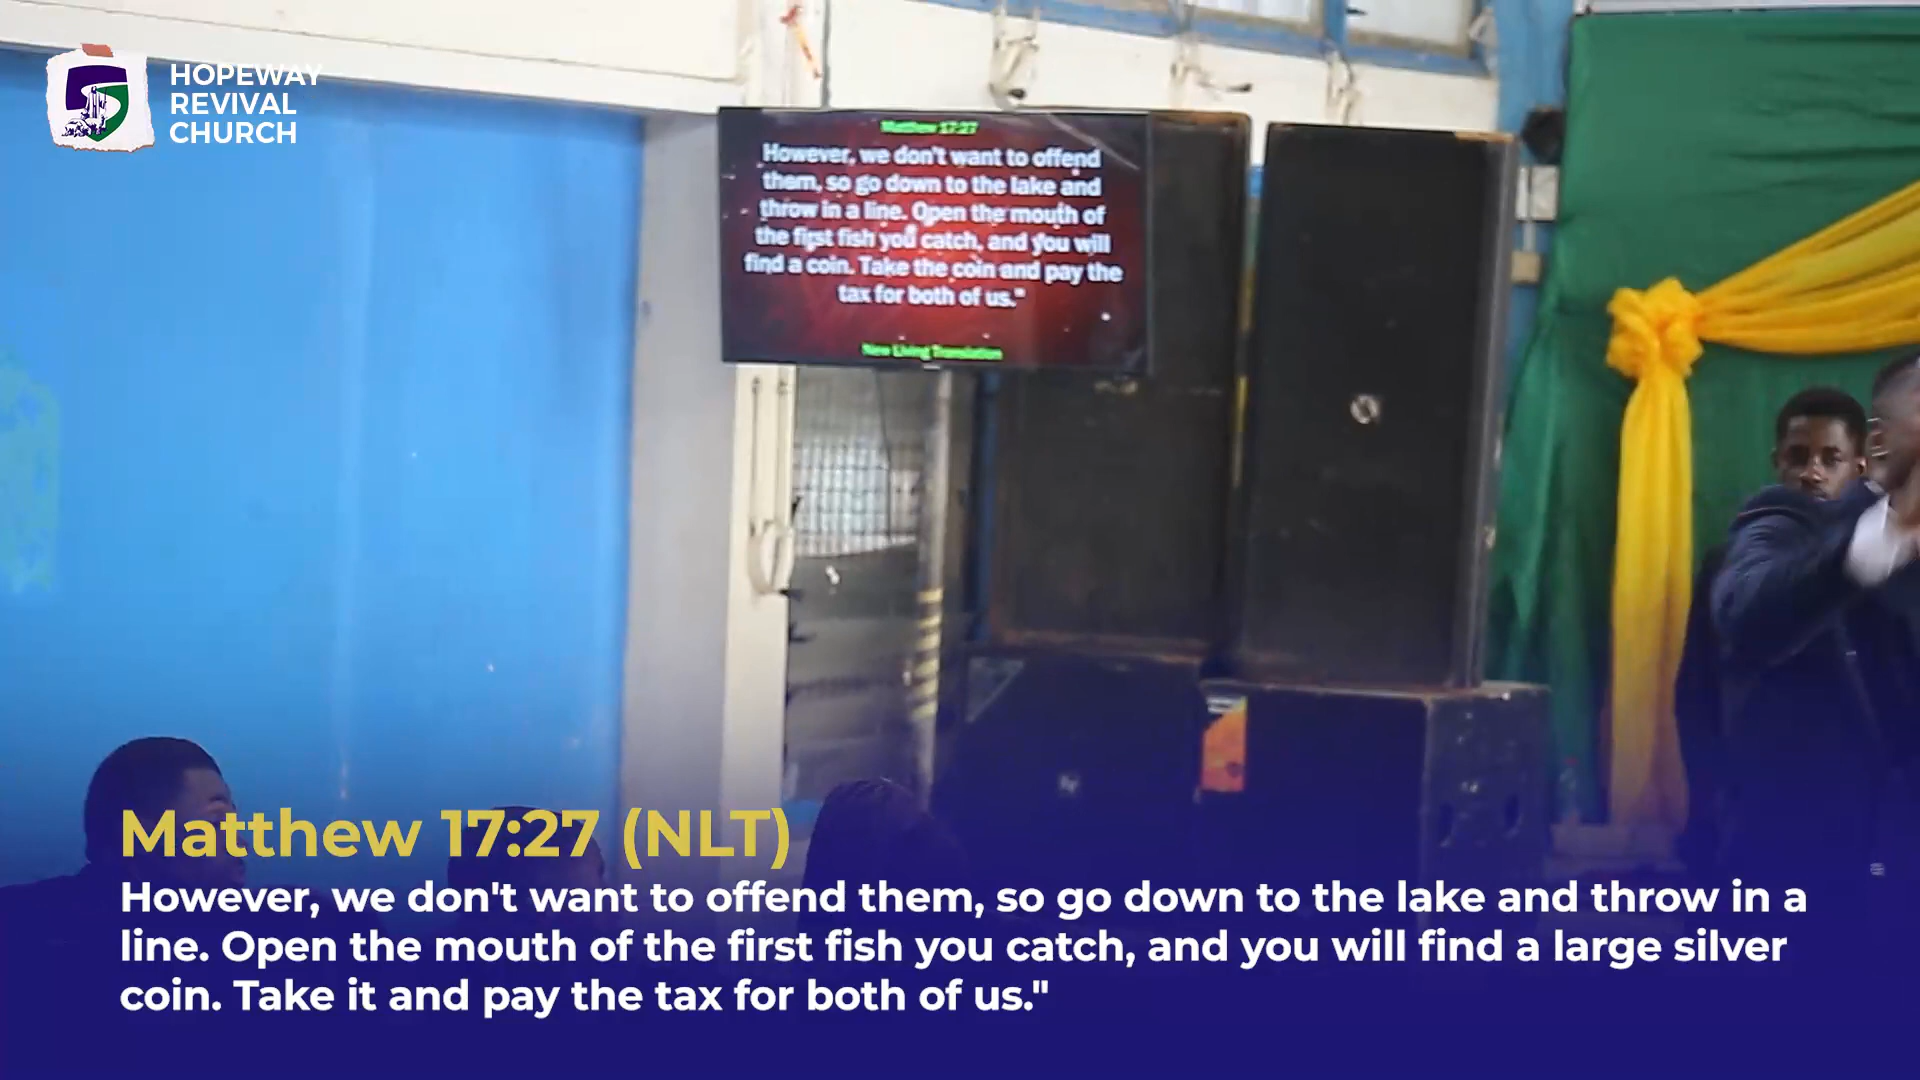 HOPEWAY
REVIVAL
CHURCH
Matthew 17:27
However, we don't want to offend
them, so go down to the lake and
throw in a line. Open the mouth of
the first fish you catch, and you will
find a coin. Take the coin and pay the
tax for both of us."
New Living Translation
Matthew 17:27 (NLT)
However, we don't want to offend them, so go down to the lake and throw in a
line. Open the mouth of the first fish you catch, and you will find a large silver
coin. Take it and pay the tax for both of us."